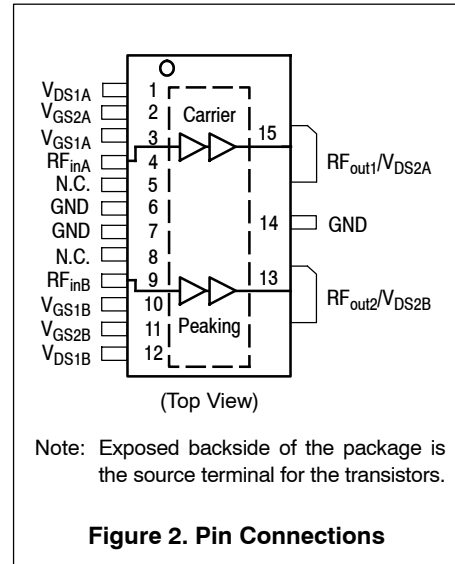 VDS1A 1
VGS2A 2 Carrier
VGS1A 3 15
RFinA 4 RFout1/VDS2A
N.C. 5
GND 6
GND 7 14 GND
N.C. 8
RFinB 9 13
VGS1B 10 RFout2/VDS2B
VGS2B 11 Peaking
VDS1B 12
(Top View)
Note: Exposed backside of the package is
the source terminal for the transistors.
Figure 2. Pin Connections